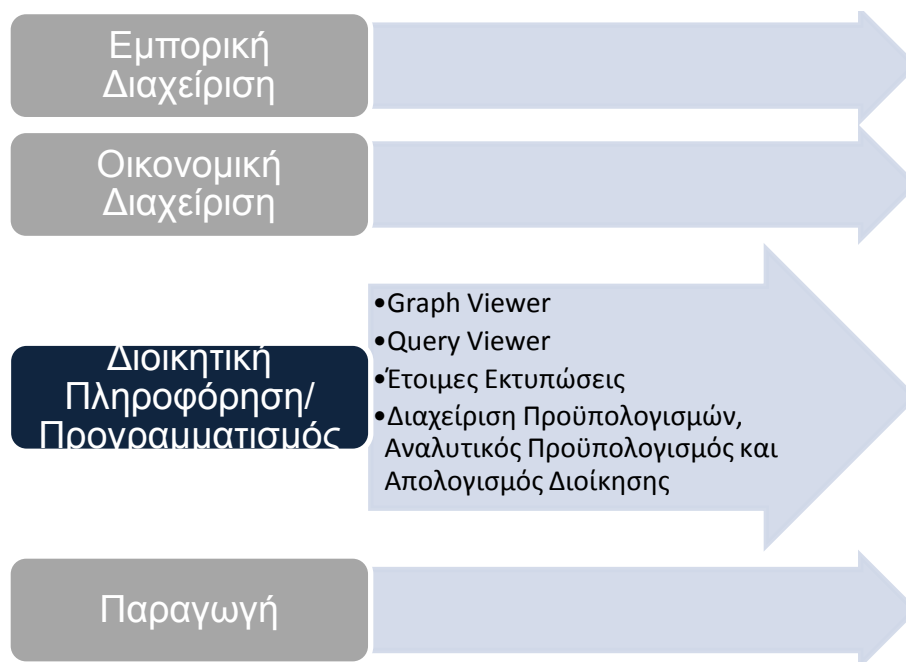 Εμπορική
Διαχείριση
Οικονομική
Διαχείριση
Διοικητική
Πληροφόρηση/
Προγραμματισμός
•Graph Viewer
•Query Viewer
•Έτοιμες Εκτυπώσεις
•Διαχείριση Προϋπολογισμών,
Αναλυτικός Προϋπολογισμός και
Απολογισμός Διοίκησης
Παραγωγή